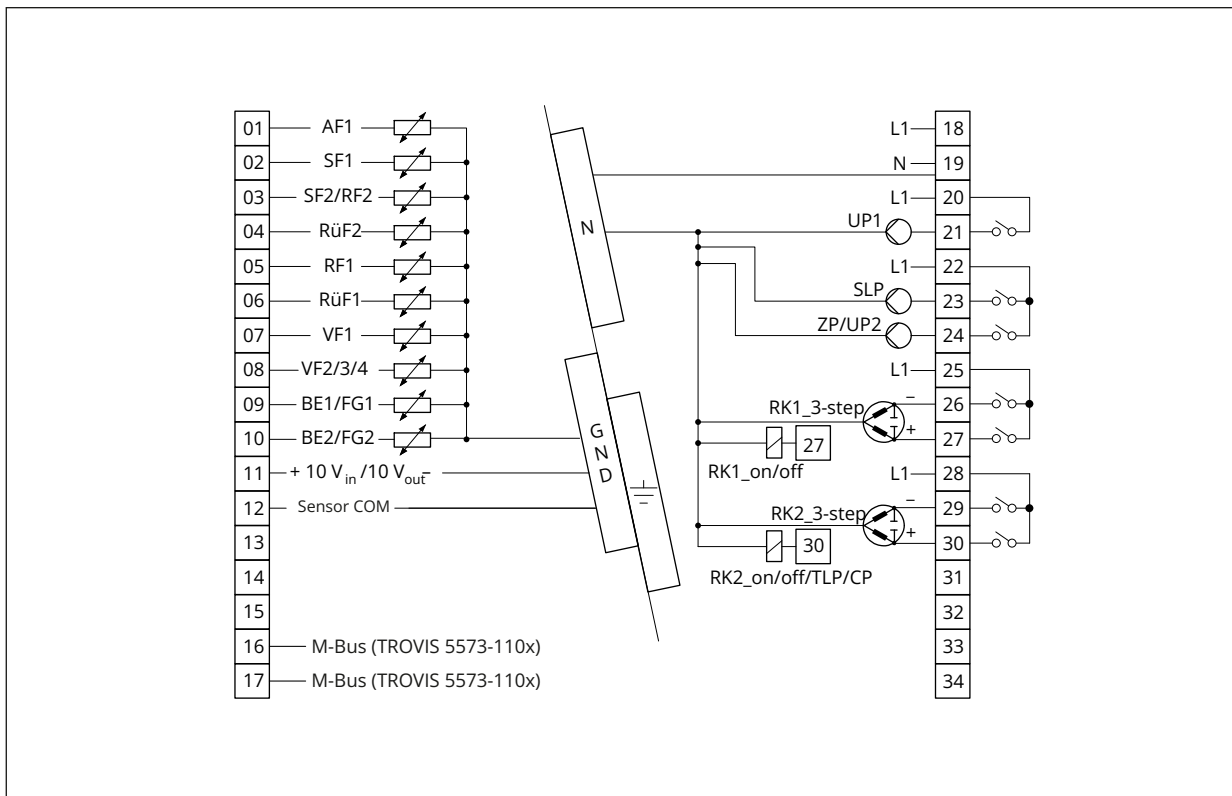 01 AF1
02 SF1
03 SF2/RF2
04 RüF2
05 RF1
06 RüF1
07 VF1
08 VF2/3/4
09 BE1/FG1
10 BE2/FG2
11 + 10 Vin /10 Vout –
12 Sensor COM
13
14
15
16 M-Bus (TROVIS 5573-110x)
17 M-Bus (TROVIS 5573-110x)
N
GND
L1 18
N 19
L1 20
UP1 21
L1 22
SLP 23
ZP/UP2 24
L1 25
RK1_3-step – 26
+ 27
27
RK1_on/off
L1 28
RK2_3-step – 29
+ 30
30
RK2_on/off/TLP/CP
31
32
33
34